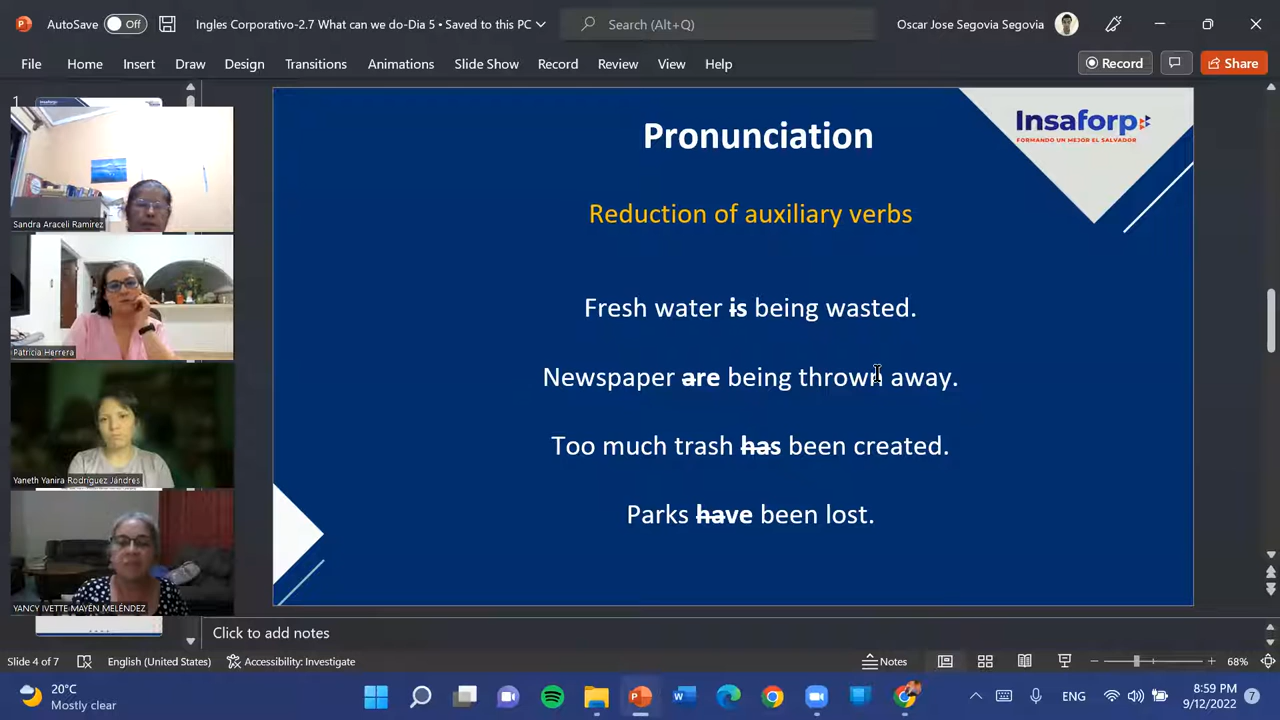 AutoSave Off Ingles Corporativo-2.7 What can we do-Dia 5 • Saved to this PC Search (Alt+Q) Oscar Jose Segovia Segovia
File Home Insert Draw Design Transitions Animations Slide Show Record Review View Help Record Share
1
Sandra Araceli Ramirez
Patricia Herrera
Yaneth Yanira Rodríguez Jandres
YANCY IVETTE MAYÉN MELÉNDEZ
Insaforp
FORMANDO UN MEJOR EL SALVADOR
Pronunciation
Reduction of auxiliary verbs
Fresh water is being wasted.
Newspaper are being thrown away.
Too much trash has been created.
Parks have been lost.
Click to add notes
Slide 4 of 7 English (United States) Accessibility: Investigate Notes 68%
20°C
Mostly clear
ENG
8:59 PM
9/12/2022
7